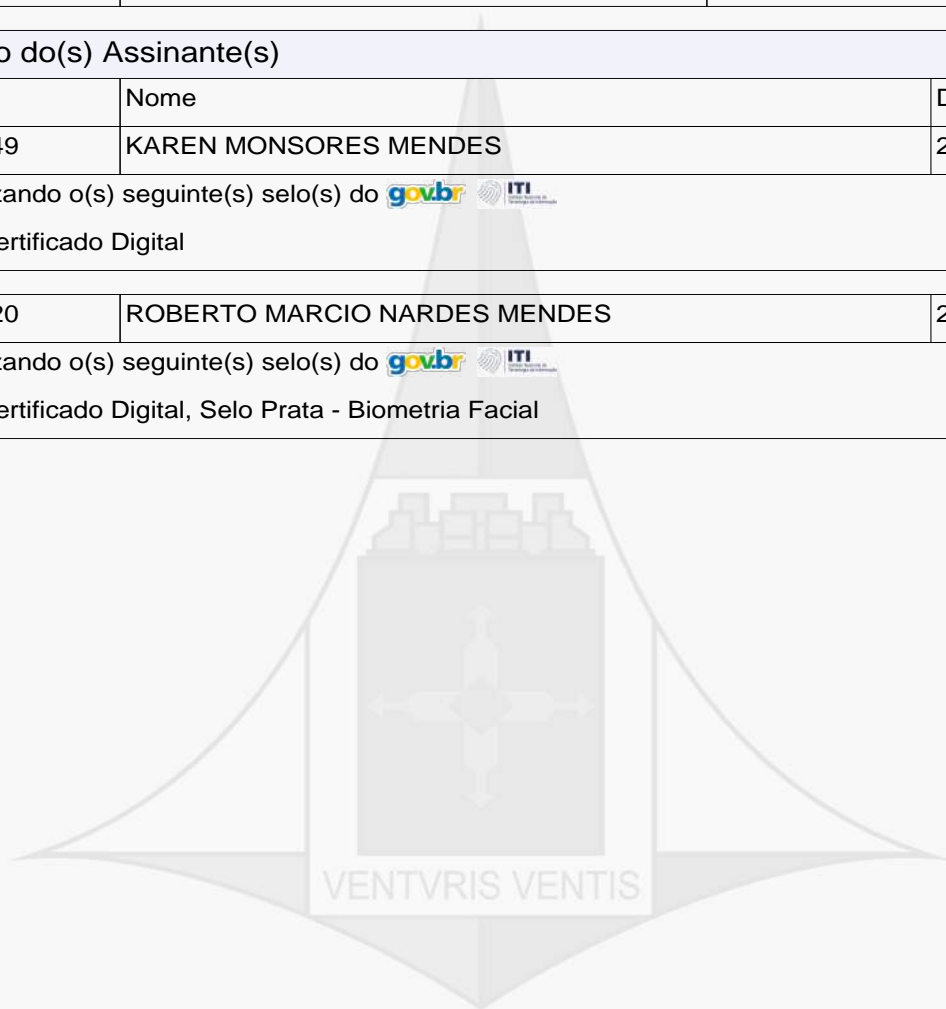 o do(s) Assinante(s)
Nome
49 KAREN MONSORES MENDES 2
tando o(s) seguinte(s) selo(s) do gov.br ITI
ertificado Digital
20 ROBERTO MARCIO NARDES MENDES 2
tando o(s) seguinte(s) selo(s) do gov.br ITI
ertificado Digital, Selo Prata - Biometria Facial
VENTVRIS VENTIS